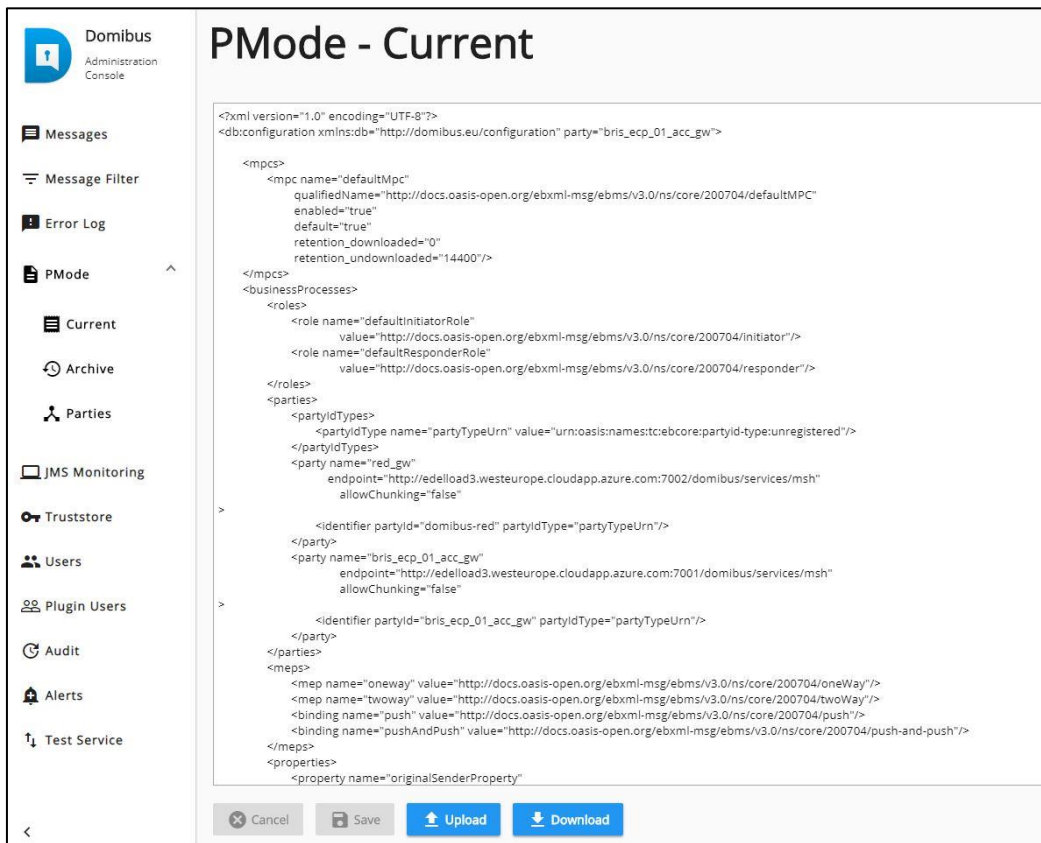 Domibus
Administration
Console
Messages
Message Filter
Error Log
PMode
Current
Archive
Parties
JMS Monitoring
Truststore
Users
Plugin Users
Audit
Alerts
Test Service
PMode - Current
<?xml version="1.0" encoding="UTF-8"?>
<db:configuration xmlns:db="http://domibus.eu/configuration" party="bris_ecp_01_acc_gw">
<mpcs>
<mpc name="defaultMpc"
qualifiedName="http://docs.oasis-open.org/ebxml-msg/ebms/v3.0/ns/core/200704/defaultMPC"
enabled="true"
default="true"
retention_downloaded="0"
retention_undownloaded="14400"/>
</mpcs>
<businessProcesses>
<roles>
<role name="defaultInitiatorRole"
value="http://docs.oasis-open.org/ebxml-msg/ebms/v3.0/ns/core/200704/initiator"/>
<role name="defaultResponderRole"
value="http://docs.oasis-open.org/ebxml-msg/ebms/v3.0/ns/core/200704/responder"/>
</roles>
<parties>
<partyIdTypes>
<partyIdType name="partyTypeUrn" value="urn:oasis:names:tc:ebcore:partyid-type:unregistered"/>
</partyIdTypes>
<party name="red_gw"
endpoint="http://edelload3.westeurope.cloudapp.azure.com:7002/domibus/services/msh"
allowChunking="false"
>
<identifier partyId="domibus-red" partyIdType="partyTypeUrn"/>
</party>
<party name="bris_ecp_01_acc_gw"
endpoint="http://edelload3.westeurope.cloudapp.azure.com:7001/domibus/services/msh"
allowChunking="false"
>
<identifier partyId="bris_ecp_01_acc_gw" partyIdType="partyTypeUrn"/>
</party>
</parties>
<meps>
<mep name="oneway" value="http://docs.oasis-open.org/ebxml-msg/ebms/v3.0/ns/core/200704/oneWay"/>
<mep name="twoway" value="http://docs.oasis-open.org/ebxml-msg/ebms/v3.0/ns/core/200704/twoWay"/>
<binding name="push" value="http://docs.oasis-open.org/ebxml-msg/ebms/v3.0/ns/core/200704/push"/>
<binding name="pushAndPush" value="http://docs.oasis-open.org/ebxml-msg/ebms/v3.0/ns/core/200704/push-and-push"/>
</meps>
<properties>
<property name="originalSenderProperty"
Cancel
Save
Upload
Download